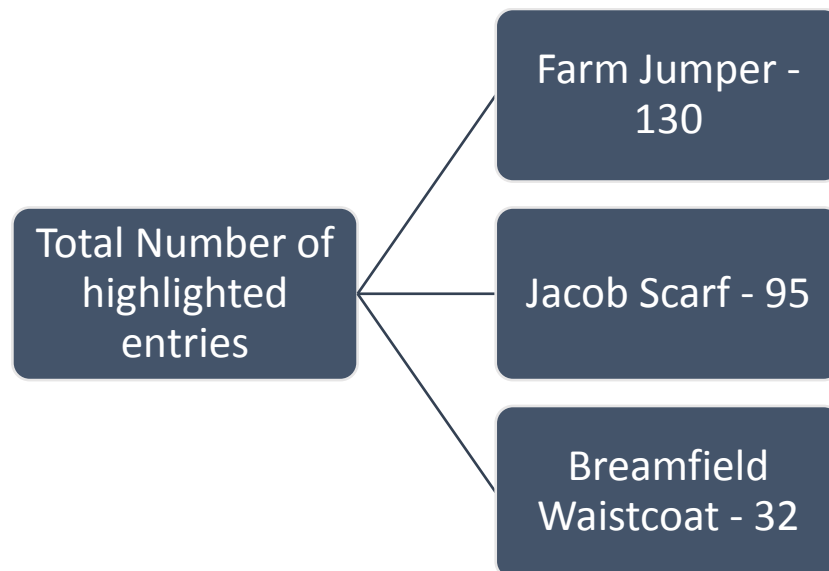 Total Number of
highlighted
entries
Farm Jumper -
130
Jacob Scarf - 95
Breamfield
Waistcoat - 32